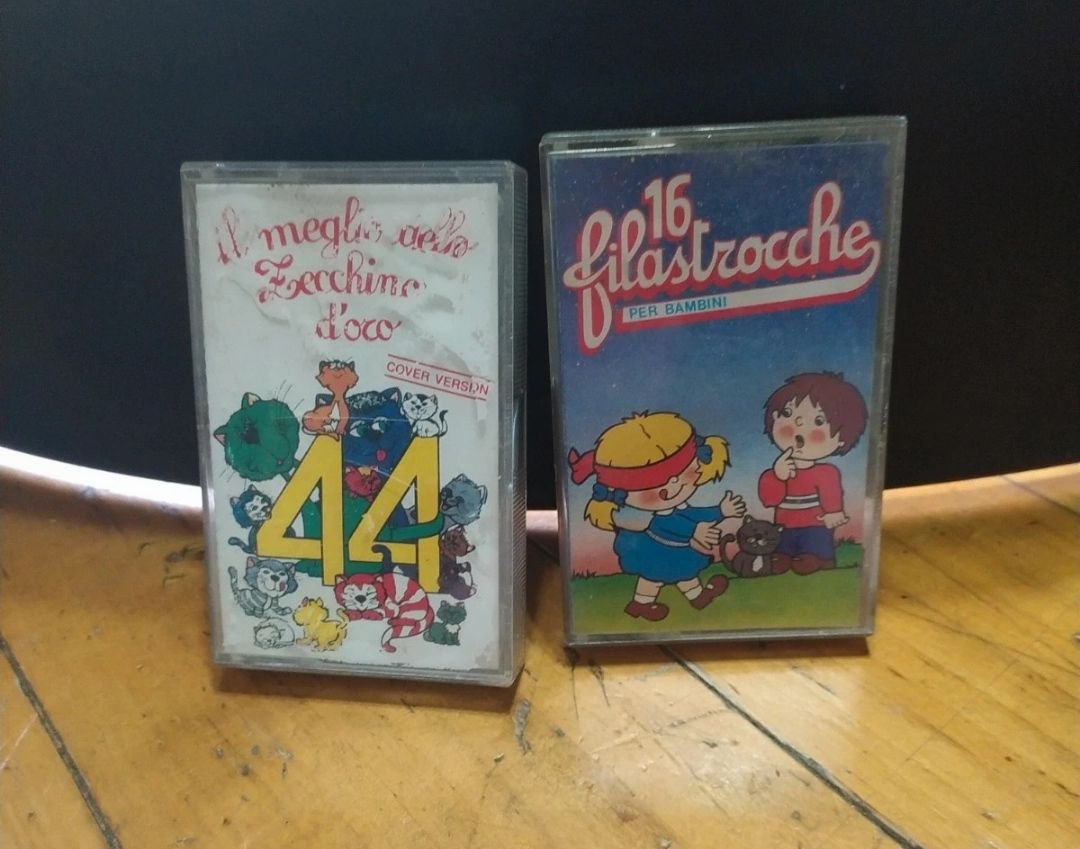 il meglio dello
Zecchino
d'oro
COVER VERSION
44
16
filastrocche
PER BAMBINI